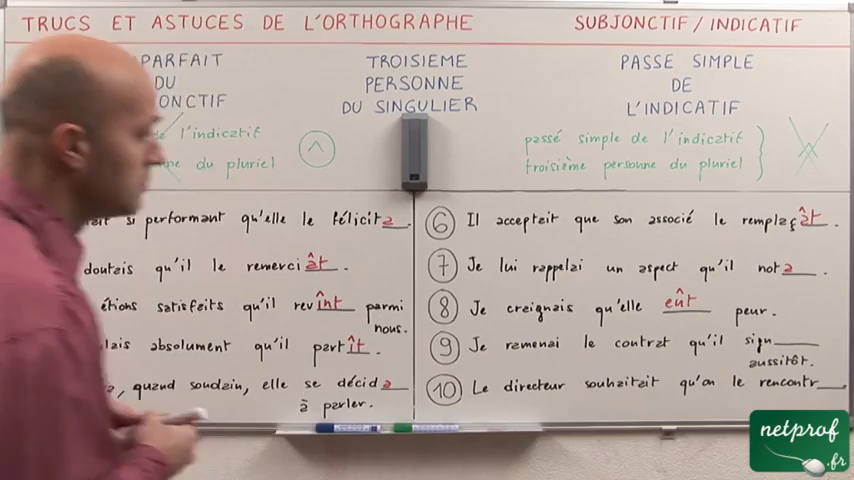 TRUCS ET ASTUCES DE L'ORTHOGRAPHE
SUBJONCTIF / INDICATIF
PARFAIT
DU
ONCTIF
TROISIEME
PERSONNE
DU SINGULIER
PASSE SIMPLE
DE
L'INDICATIF
de l'indicatif
du pluriel
^
passé simple de l'indicatif
troisième personne du pluriel
si performant qu'elle le félicita.
doutais qu'il le remerciât.
étions satisfaits qu'il revînt parmi
nous.
lais absolument qu'il partît.
, quand soudain, elle se décida
à parler.
6 Il acceptait que son associé le remplaçât.
7 Je lui rappelai un aspect qu'il nota.
8 Je craignais qu'elle eût peur.
9 Je ramenai le contrat qu'il sign____
aussitôt.
10 Le directeur souhaitait qu'on le rencontr___.
netprof
.fr